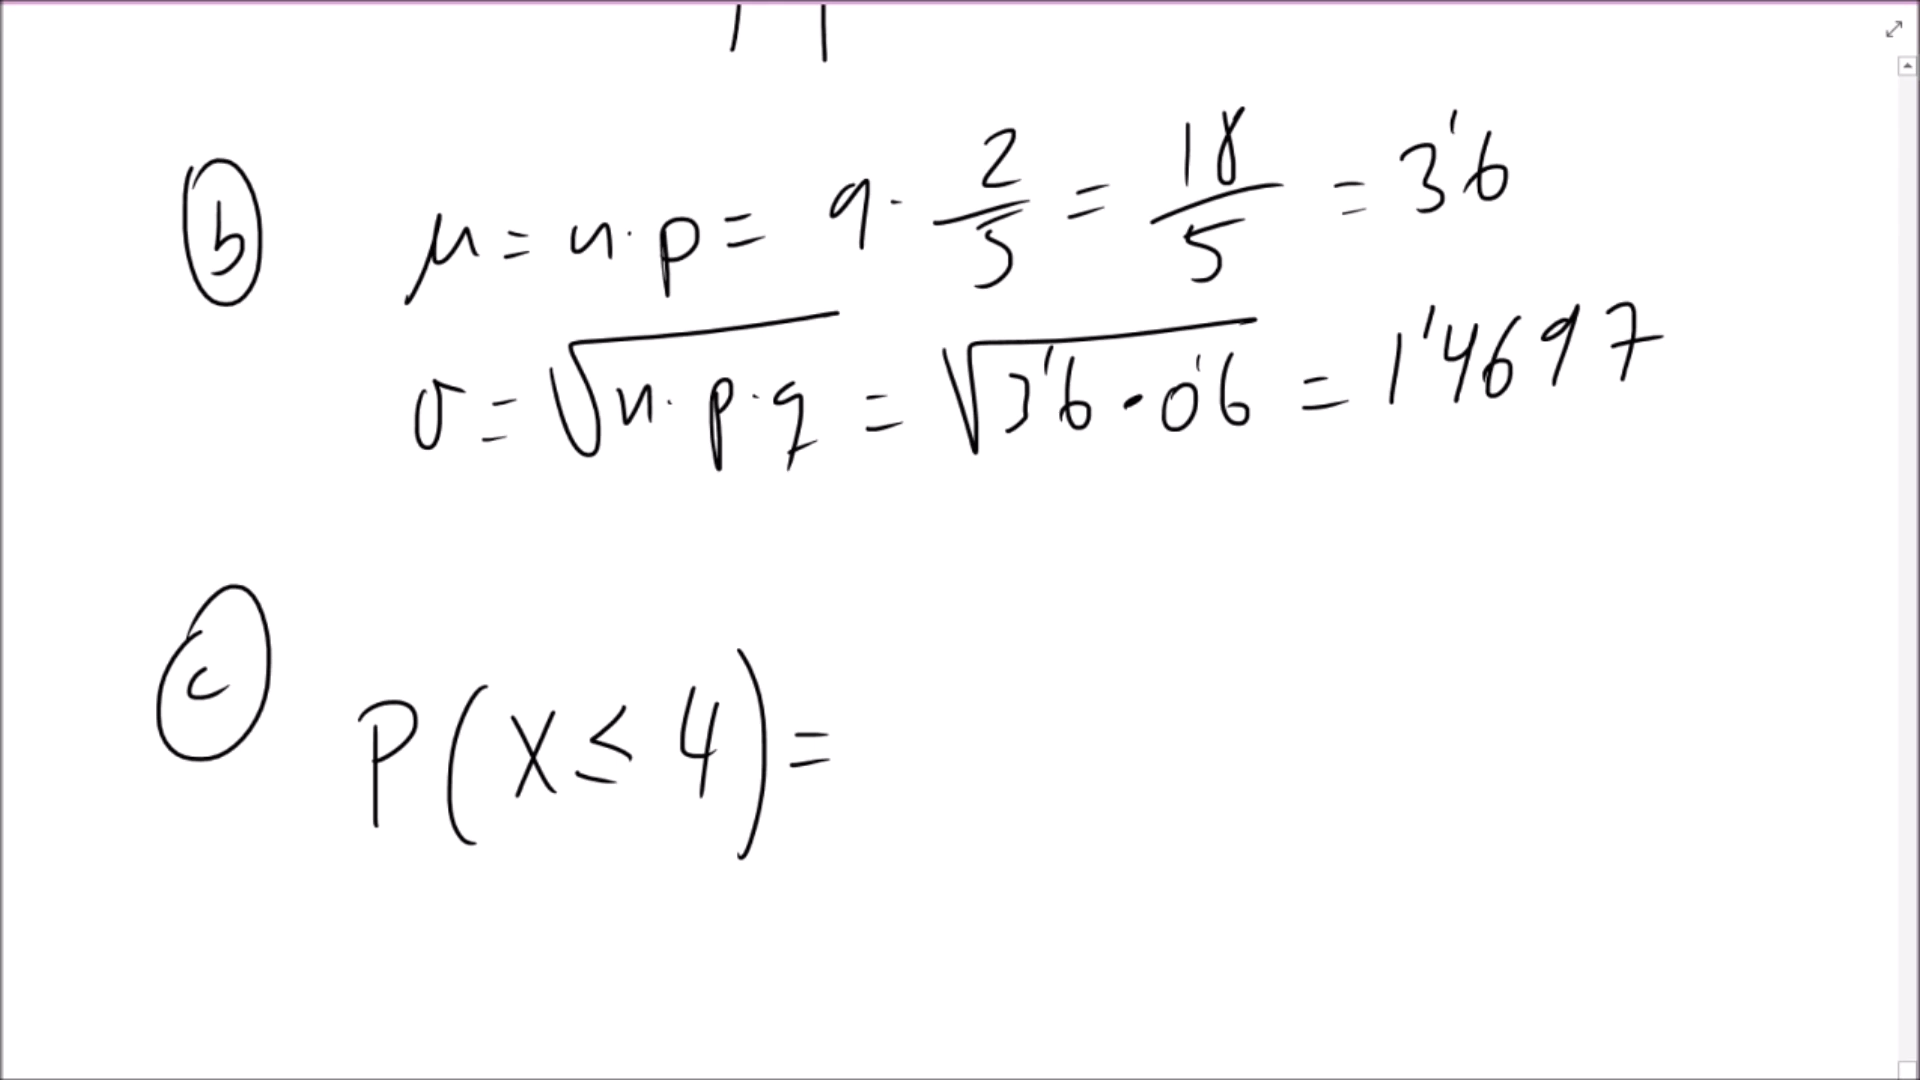 b μ = n · p = 9 · 2/5 = 18/5 = 3'6
σ = √(n · p · q) = √(3'6 · 0'6) = 1'4697
c P(X ≤ 4) =